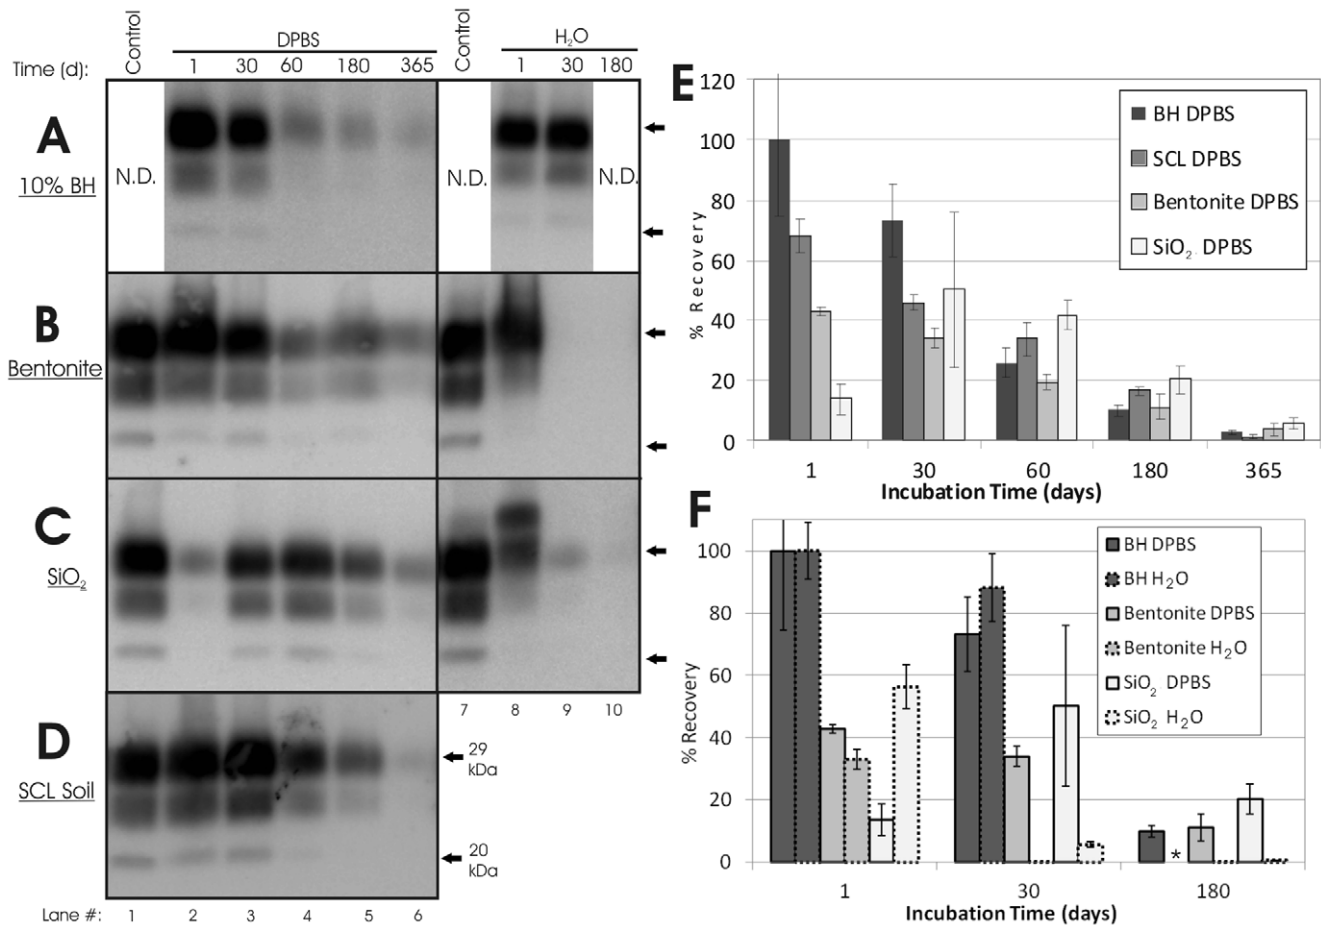 Control
DPBS
Control
H2O
Time (d): 1 30 60 180 365 1 30 180
A
10% BH
N.D.
N.D.
N.D.
B
Bentonite
C
SiO2
7 8 9 10
D
SCL Soil
29
kDa
20
kDa
Lane #: 1 2 3 4 5 6
E
120
100
80
60
40
20
0
% Recovery
BH DPBS
SCL DPBS
Bentonite DPBS
SiO2 DPBS
1 30 60 180 365
Incubation Time (days)
F
100
80
60
40
20
0
% Recovery
BH DPBS
BH H2O
Bentonite DPBS
Bentonite H2O
SiO2 DPBS
SiO2 H2O
*
1 30 180
Incubation Time (days)